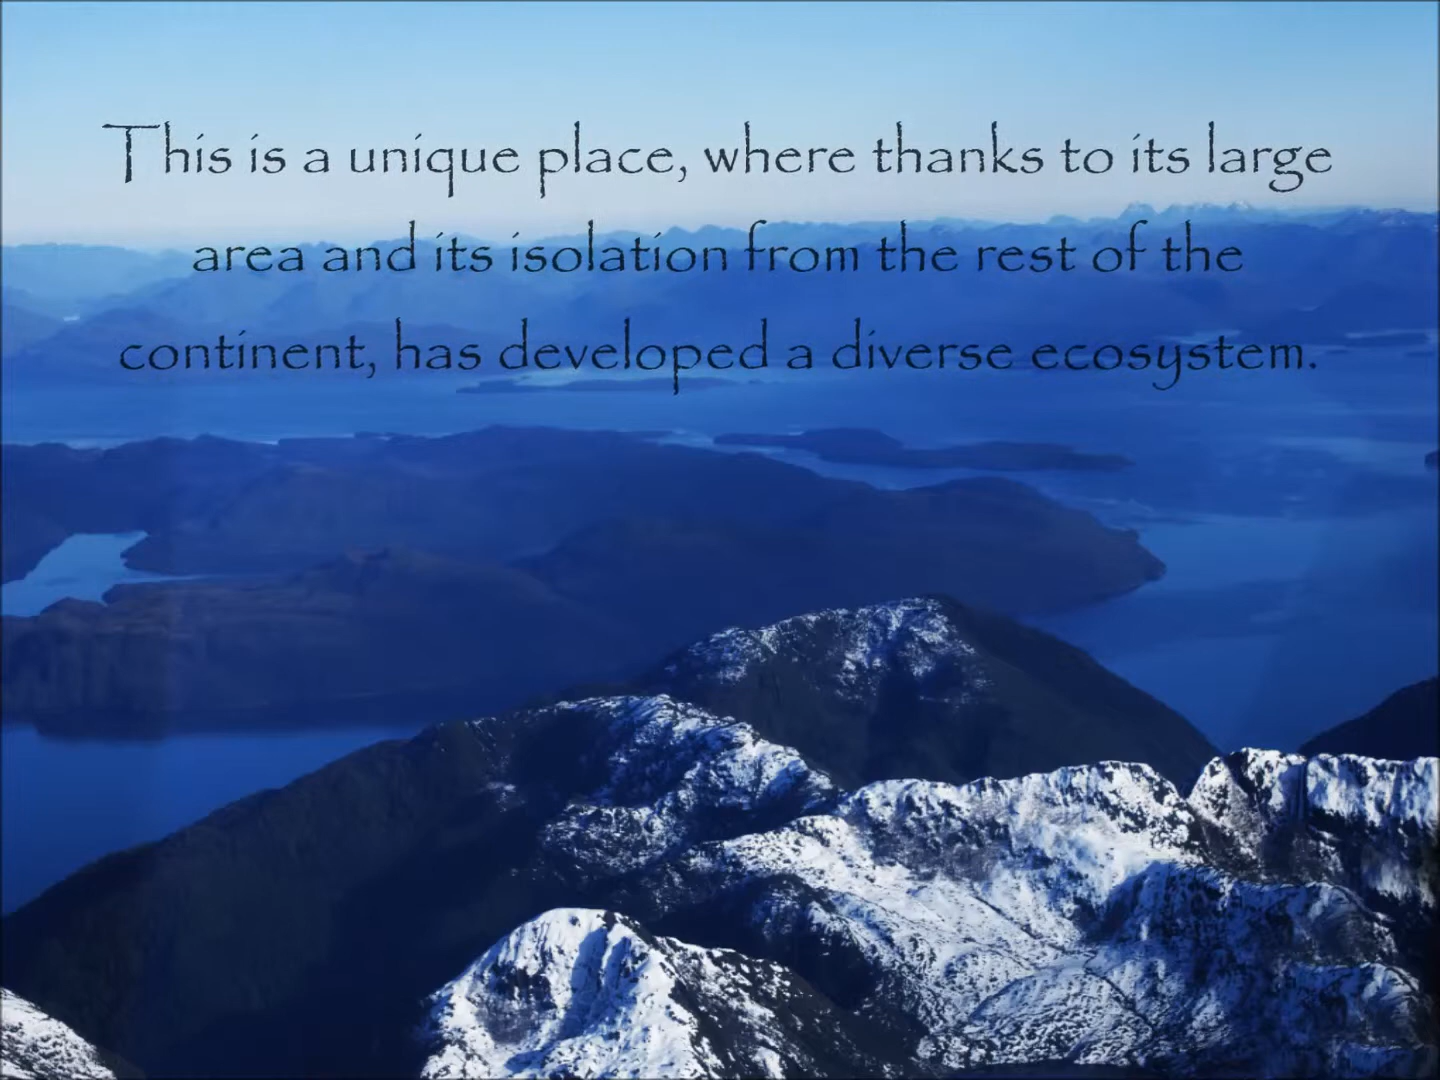 This is a unique place, where thanks to its large
area and its isolation from the rest of the
continent, has developed a diverse ecosystem.